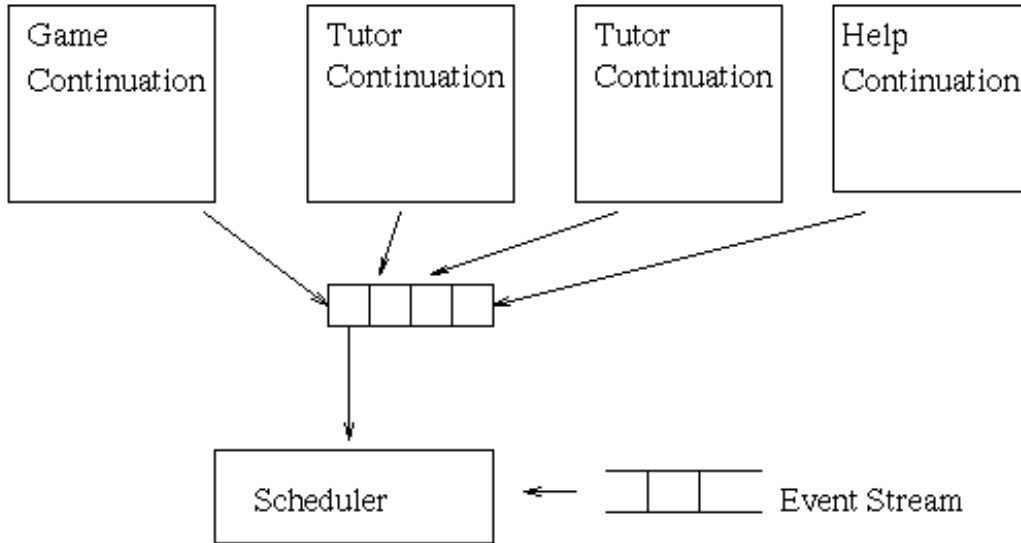 Game
Continuation
Tutor
Continuation
Tutor
Continuation
Help
Continuation
Scheduler
Event Stream